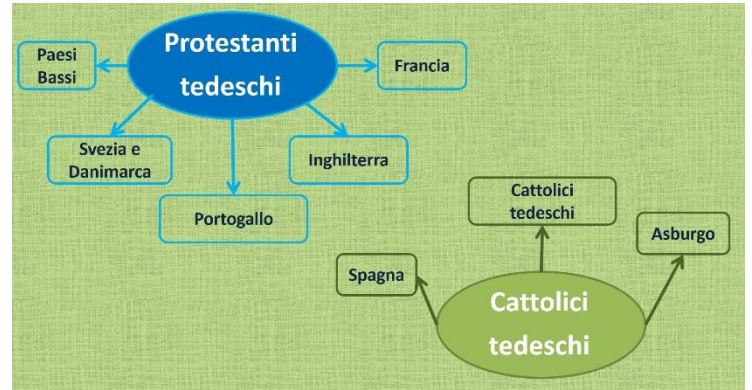 Protestanti
tedeschi
Paesi
Bassi
Francia
Svezia e
Danimarca
Inghilterra
Portogallo
Cattolici
tedeschi
Asburgo
Spagna
Cattolici
tedeschi